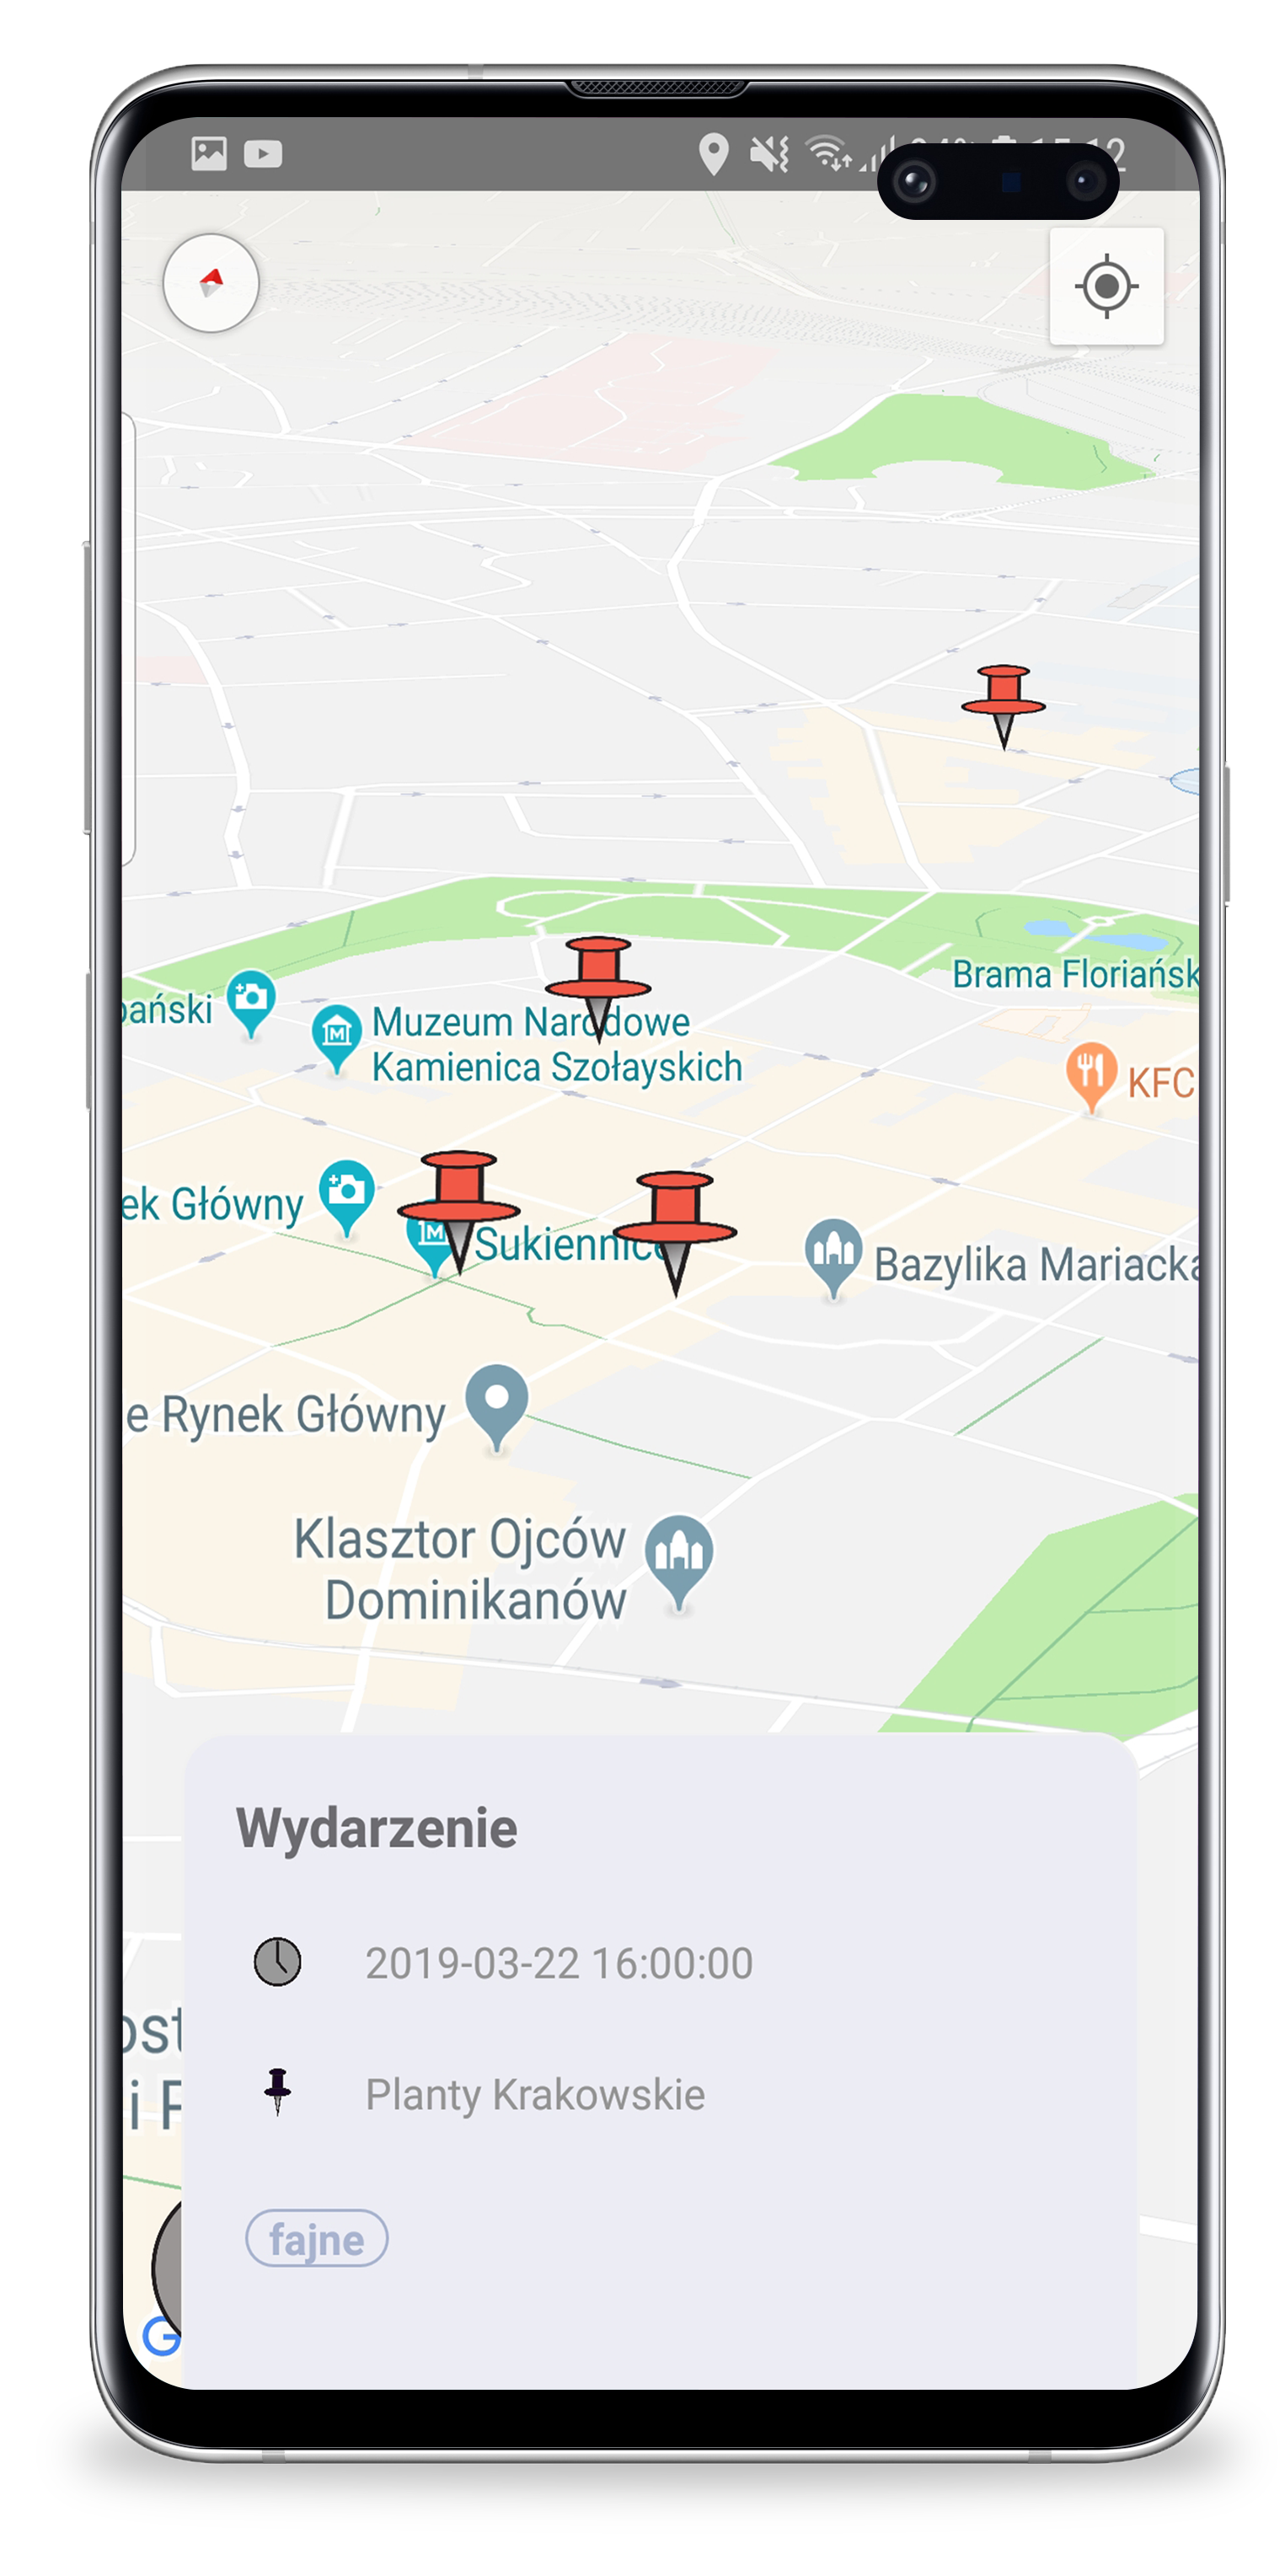 Brama Floriańsk
pański
Muzeum Narodowe
Kamienica Szołayskich
KFC
ek Główny
Sukiennice
Bazylika Mariacka
e Rynek Główny
Klasztor Ojców
Dominikanów
Wydarzenie
2019-03-22 16:00:00
ost
i P
Planty Krakowskie
fajne
G